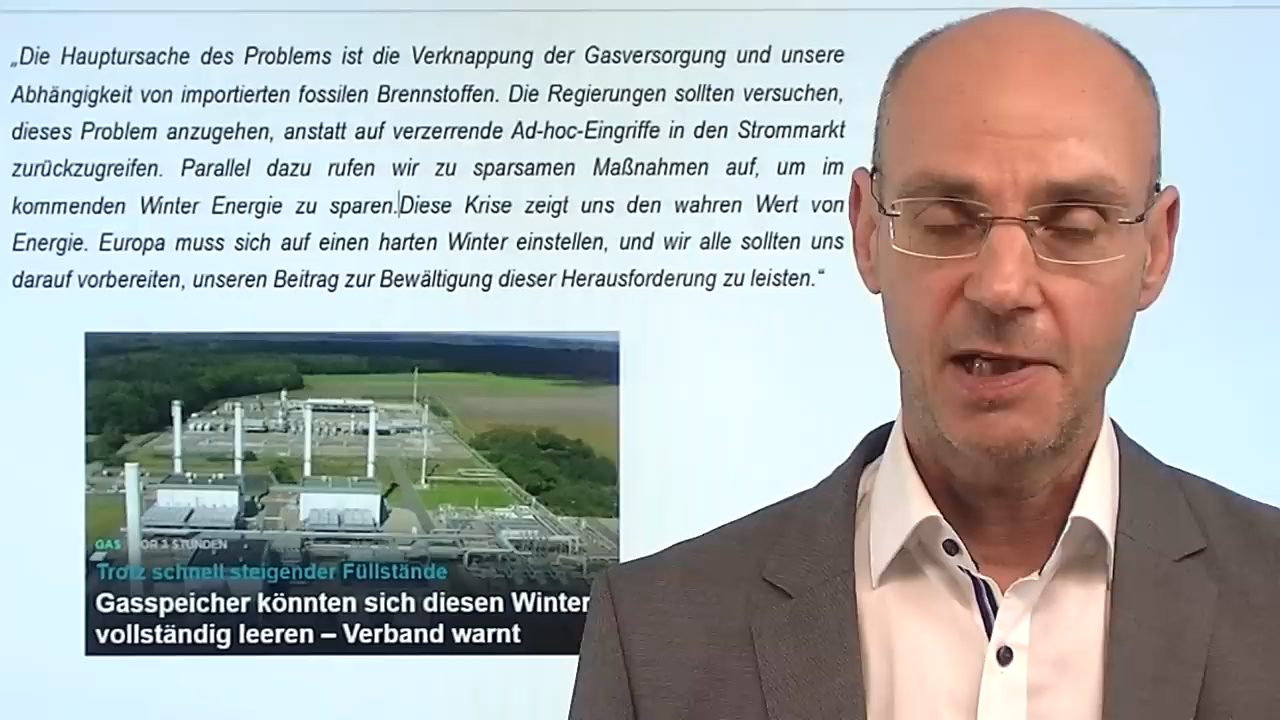 „Die Hauptursache des Problems ist die Verknappung der Gasversorgung und unsere
Abhängigkeit von importierten fossilen Brennstoffen. Die Regierungen sollten versuchen,
dieses Problem anzugehen, anstatt auf verzerrende Ad-hoc-Eingriffe in den Strommarkt
zurückzugreifen. Parallel dazu rufen wir zu sparsamen Maßnahmen auf, um im
kommenden Winter Energie zu sparen.Diese Krise zeigt uns den wahren Wert von
Energie. Europa muss sich auf einen harten Winter einstellen, und wir alle sollten uns
darauf vorbereiten, unseren Beitrag zur Bewältigung dieser Herausforderung zu leisten.“
GAS VOR 3 STUNDEN
Trotz schnell steigender Füllstände
Gasspeicher könnten sich diesen Winter
vollständig leeren – Verband warnt